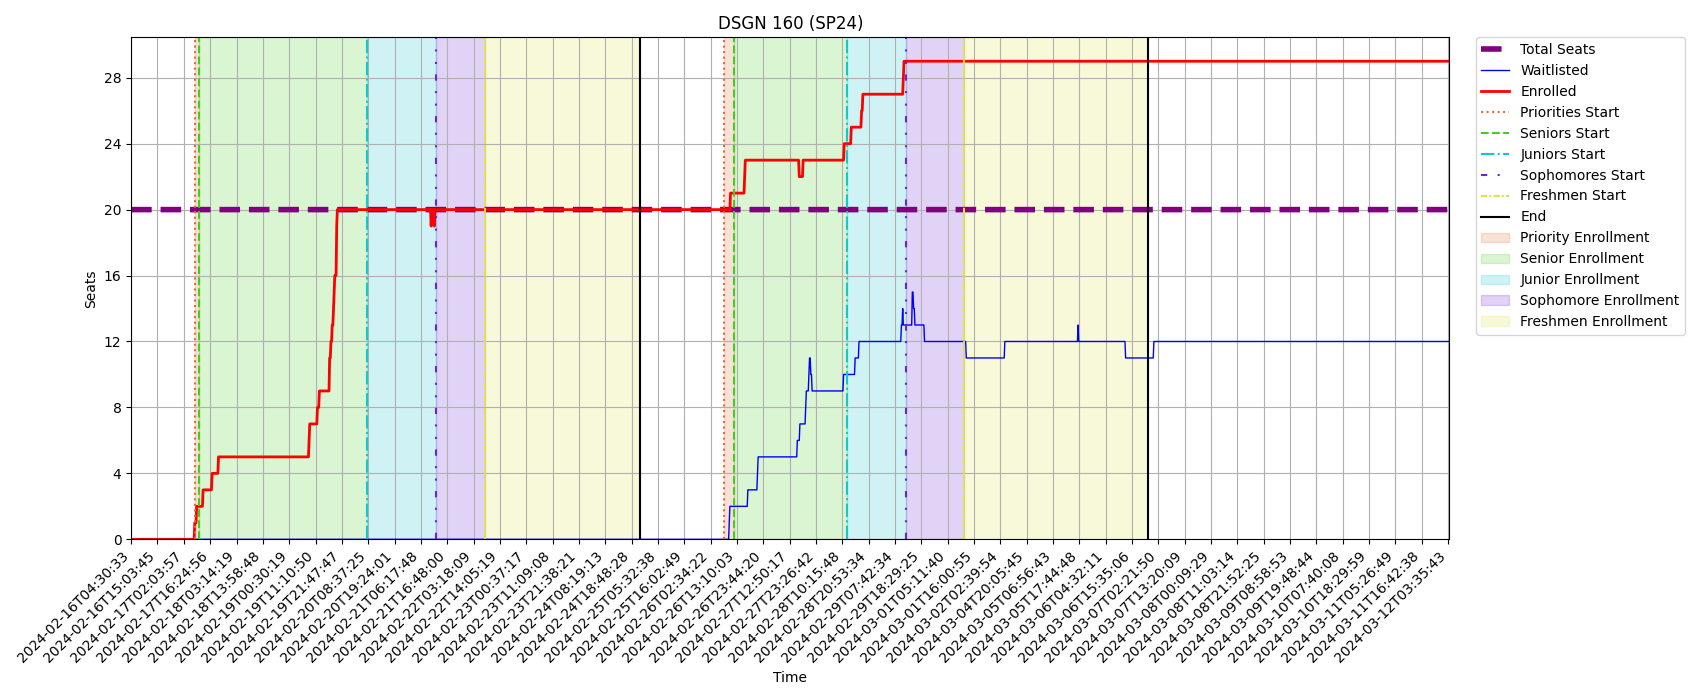 DSGN 160 (SP24)
Seats
28
24
20
16
12
8
4
0
2024-02-16T04:30:33
2024-02-16T15:03:45
2024-02-17T02:03:57
2024-02-17T16:24:56
2024-02-18T03:14:19
2024-02-18T13:58:48
2024-02-19T00:30:19
2024-02-19T11:10:50
2024-02-19T21:47:47
2024-02-20T08:37:25
2024-02-20T19:24:01
2024-02-21T06:17:48
2024-02-21T16:48:00
2024-02-22T03:18:09
2024-02-22T14:05:19
2024-02-23T00:37:17
2024-02-23T11:09:08
2024-02-23T21:38:21
2024-02-24T08:19:13
2024-02-24T18:48:28
2024-02-25T05:32:38
2024-02-25T16:02:49
2024-02-26T02:34:22
2024-02-26T13:10:03
2024-02-26T23:44:20
2024-02-27T12:50:17
2024-02-27T23:26:42
2024-02-28T10:15:48
2024-02-28T20:53:34
2024-02-29T07:42:34
2024-02-29T18:29:25
2024-03-01T05:11:40
2024-03-01T16:00:55
2024-03-02T02:39:54
2024-03-04T20:05:45
2024-03-05T06:56:43
2024-03-05T17:44:48
2024-03-06T04:32:11
2024-03-06T15:35:06
2024-03-07T02:21:50
2024-03-07T13:20:09
2024-03-08T00:09:29
2024-03-08T11:03:14
2024-03-08T21:52:25
2024-03-09T08:58:53
2024-03-09T19:48:44
2024-03-10T07:40:08
2024-03-10T18:29:59
2024-03-11T05:26:49
2024-03-11T16:42:38
2024-03-12T03:35:43
Time
Total Seats
Waitlisted
Enrolled
Priorities Start
Seniors Start
Juniors Start
Sophomores Start
Freshmen Start
End
Priority Enrollment
Senior Enrollment
Junior Enrollment
Sophomore Enrollment
Freshmen Enrollment